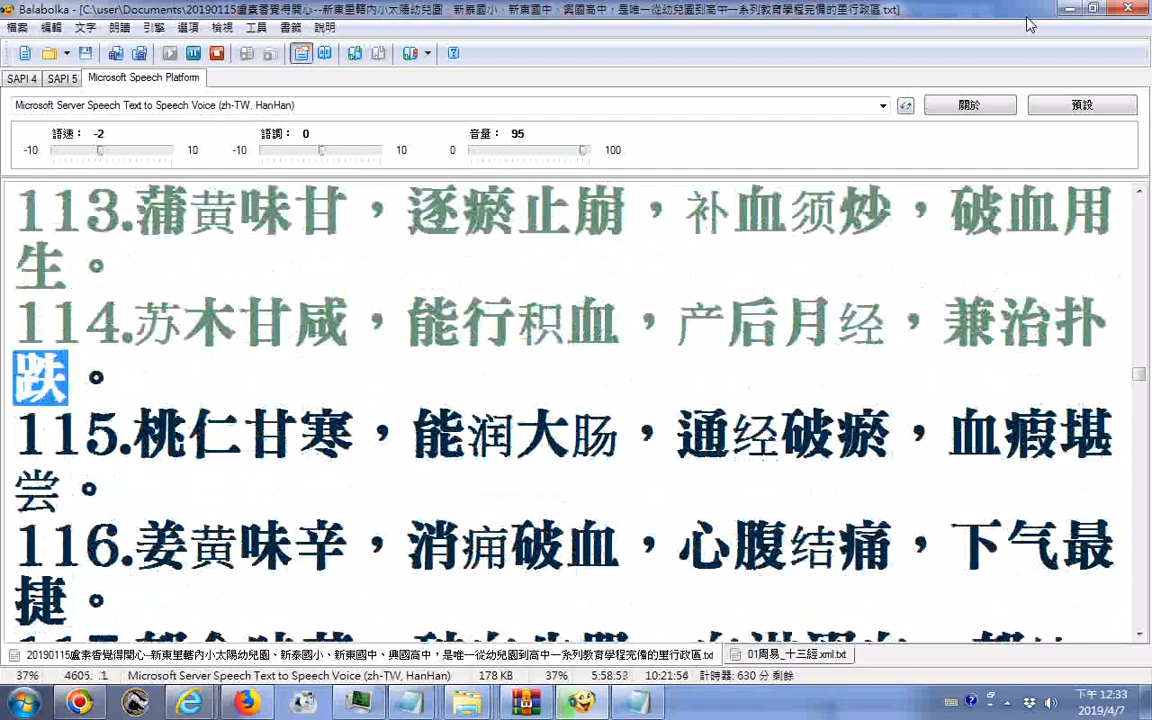 Balabolka - [C:\user\Documents\20190115盧素香覺得開心--新東里轄內小太陽幼兒園、新泰國小、新東國中、興國高中，是唯一從幼兒園到高中一系列教育學程完備的里行政區.txt]
檔案 編輯 文字 朗讀 檢視 引擎 選項 檢視 工具 書籤 說明
SAPI 4 SAPI 5 Microsoft Speech Platform
Microsoft Server Speech Text to Speech Voice (zh-TW, HanHan) 關於 預設
語速： -2 語調： 0 音量： 95
-10 10 -10 10 0 100
113.蒲黄味甘，逐瘀止崩，补血须炒，破血用
生。
114.苏木甘咸，能行积血，产后月经，兼治扑
跌。
115.桃仁甘寒，能润大肠，通经破瘀，血瘕堪
尝。
116.姜黄味辛，消痈破血，心腹结痛，下气最
捷。
20190115盧素香覺得開心--新東里轄內小太陽幼兒園、新泰國小、新東國中、興國高中，是唯一從幼兒園到高中一系列教育學程完備的里行政區.txt 01周易_十三經.xml.txt
37% 4605. .1 Microsoft Server Speech Text to Speech Voice (zh-TW, HanHan) 178 KB 37% 5:58:53 10:21:54 計時器: 630 分 剩餘
下午 12:33
2019/4/7